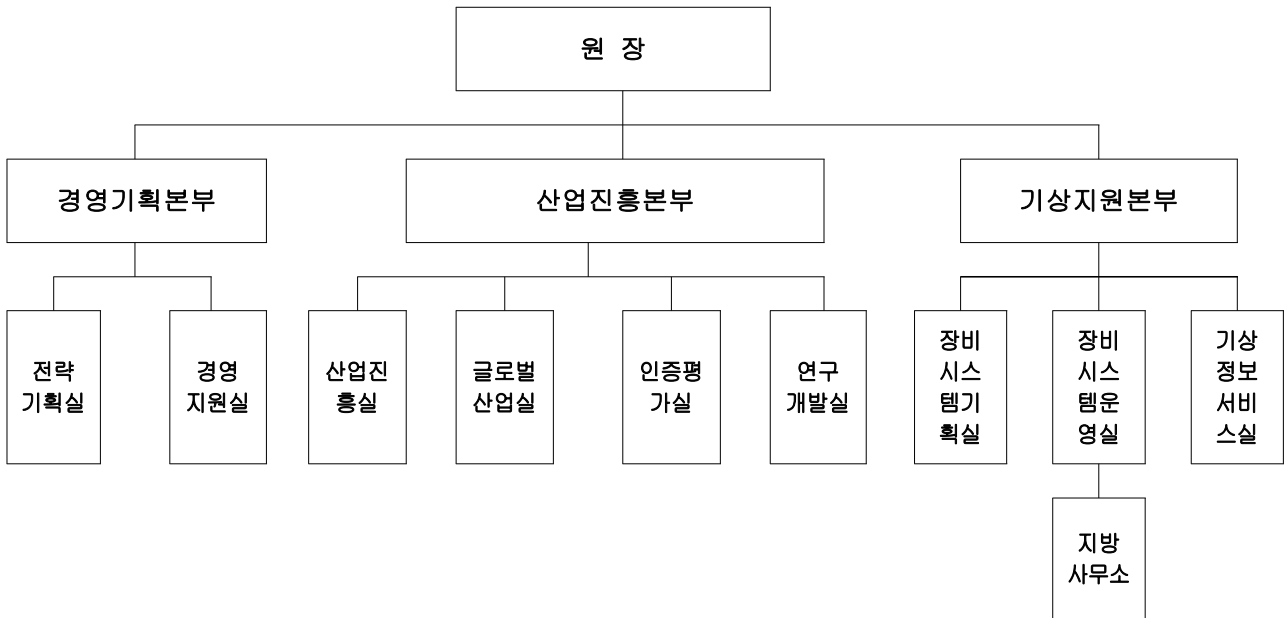 원 장
경영기획본부
산업진흥본부
기상지원본부
전략
기획실
경영
지원실
산업진
흥실
글로벌
산업실
인증평
가실
연구
개발실
장비
시스
템기
획실
장비
시스
템운
영실
기상
정보
서비
스실
지방
사무소